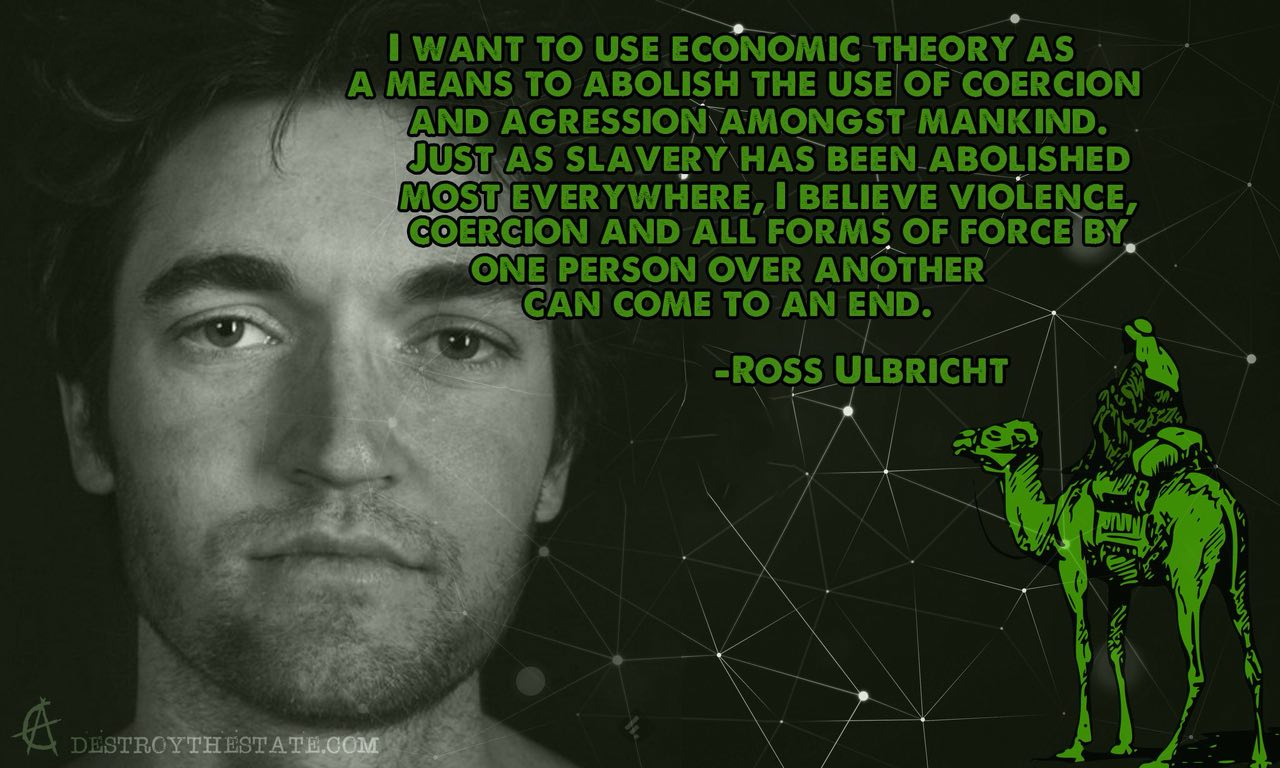 I WANT TO USE ECONOMIC THEORY AS
A MEANS TO ABOLISH THE USE OF COERCION
AND AGRESSION AMONGST MANKIND.
JUST AS SLAVERY HAS BEEN ABOLISHED
MOST EVERYWHERE, I BELIEVE VIOLENCE,
COERCION AND ALL FORMS OF FORCE BY
ONE PERSON OVER ANOTHER
CAN COME TO AN END.
-ROSS ULBRICHT
DESTROYTHESTATE.COM